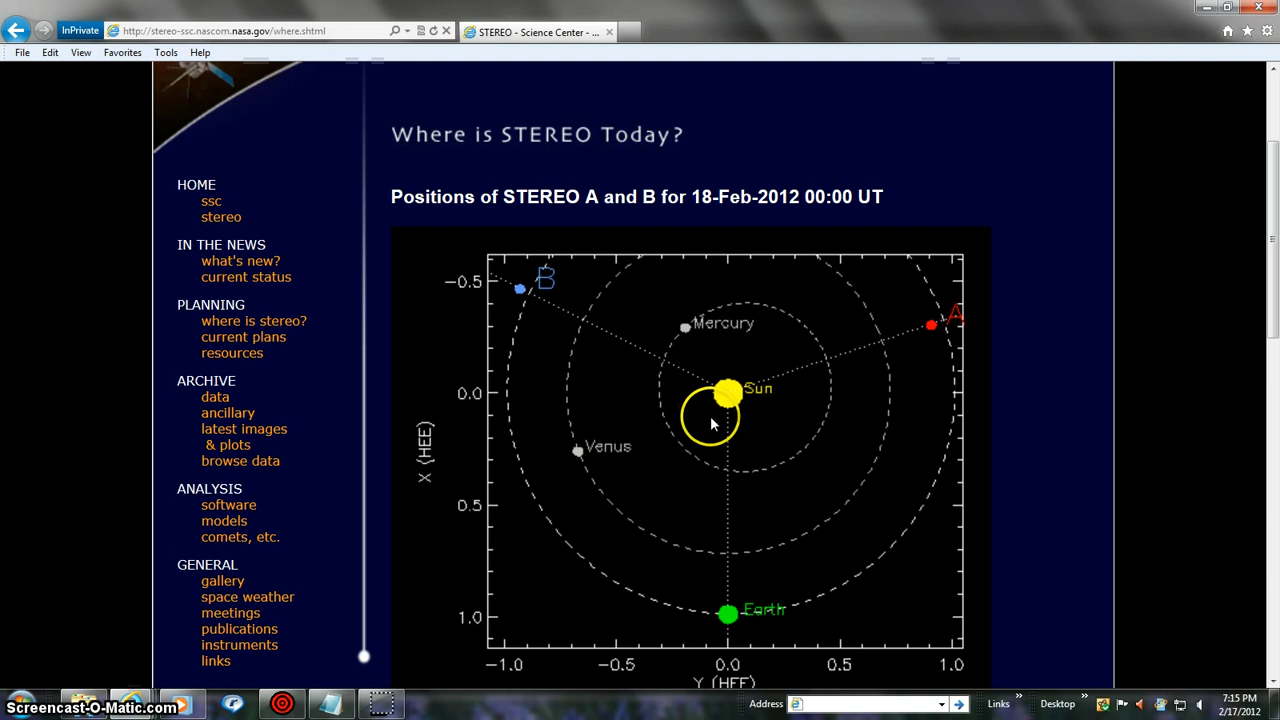 InPrivate
http://stereo-ssc.nascom.nasa.gov/where.shtml
STEREO - Science Center - ...
File Edit View Favorites Tools Help
Where is STEREO Today?
Positions of STEREO A and B for 18-Feb-2012 00:00 UT
HOME
ssc
stereo
IN THE NEWS
what's new?
current status
PLANNING
where is stereo?
current plans
resources
ARCHIVE
data
ancillary
latest images
& plots
browse data
ANALYSIS
software
models
comets, etc.
GENERAL
gallery
space weather
meetings
publications
instruments
links
B
A
Mercury
Sun
Venus
Earth
-0.5
0.0
0.5
1.0
X (HEE)
-1.0 -0.5 0.0 0.5 1.0
Y (HEE)
Address
Links
Desktop
7:15 PM
2/17/2012
Screencast-O-Matic.com